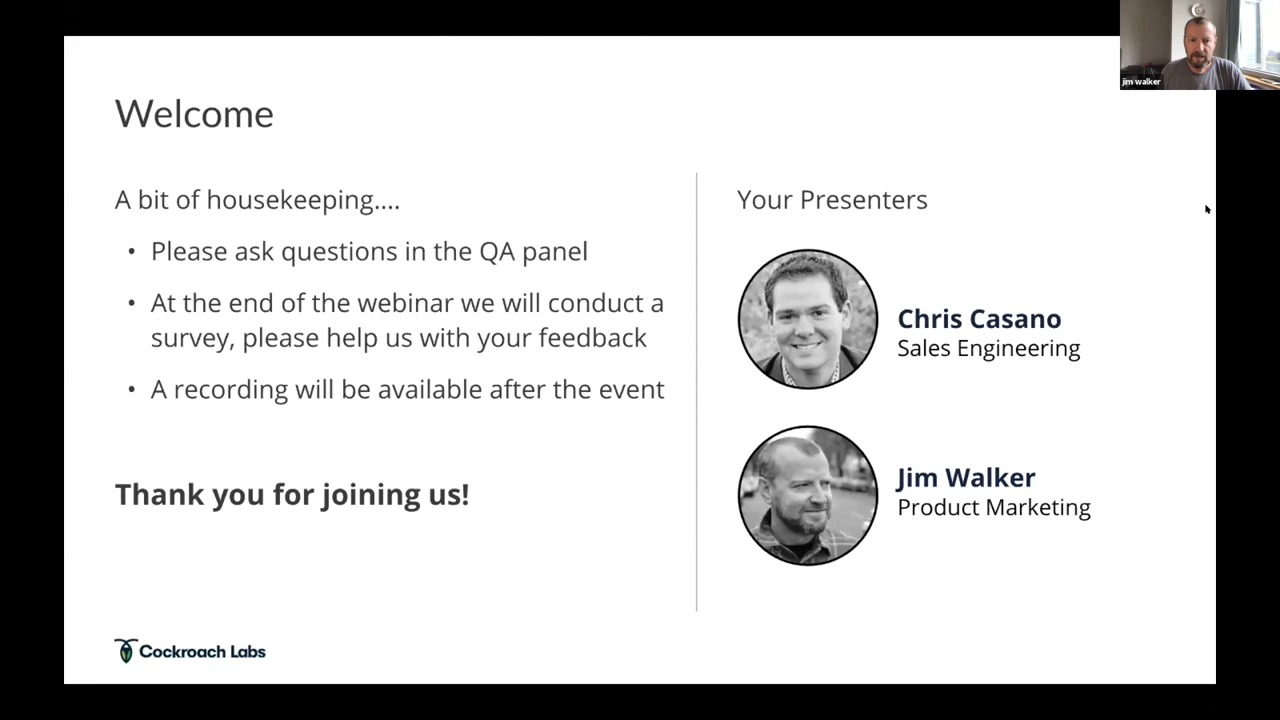 jim walker
Welcome
A bit of housekeeping....
• Please ask questions in the QA panel
• At the end of the webinar we will conduct a
survey, please help us with your feedback
• A recording will be available after the event
Thank you for joining us!
Your Presenters
Chris Casano
Sales Engineering
Jim Walker
Product Marketing
Cockroach Labs